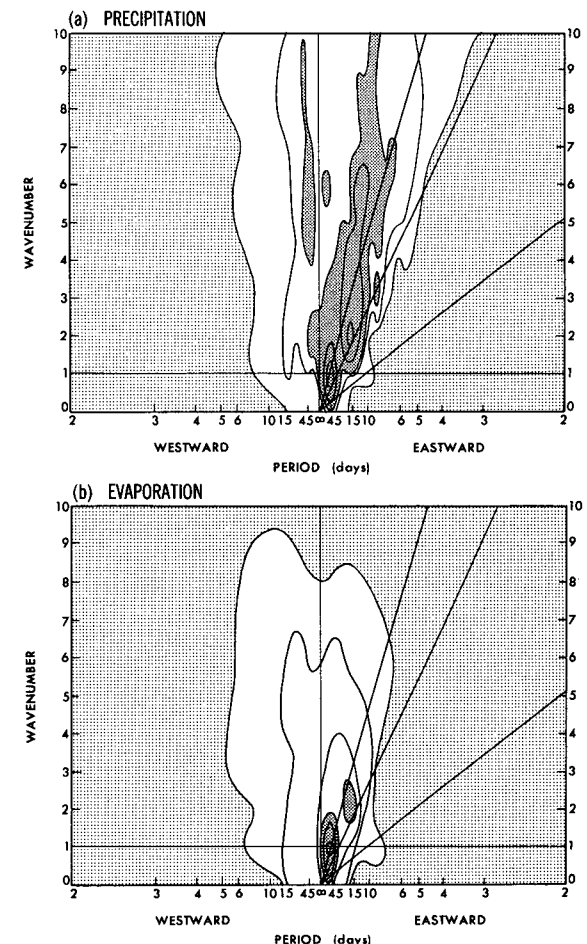 (a) PRECIPITATION
10 10
9 9
8 8
7 7
6 6
5 5
4 4
3 3
2 2
1 1
0 0
WAVENUMBER
2 3 4 5 6 10 15 45 ∞ 45 15 10 6 5 4 3 2
WESTWARD EASTWARD
PERIOD (days)
(b) EVAPORATION
10 10
9 9
8 8
7 7
6 6
5 5
4 4
3 3
2 2
1 1
0 0
WAVENUMBER
2 3 4 5 6 10 15 45 ∞ 45 15 10 6 5 4 3 2
WESTWARD EASTWARD
PERIOD (days)